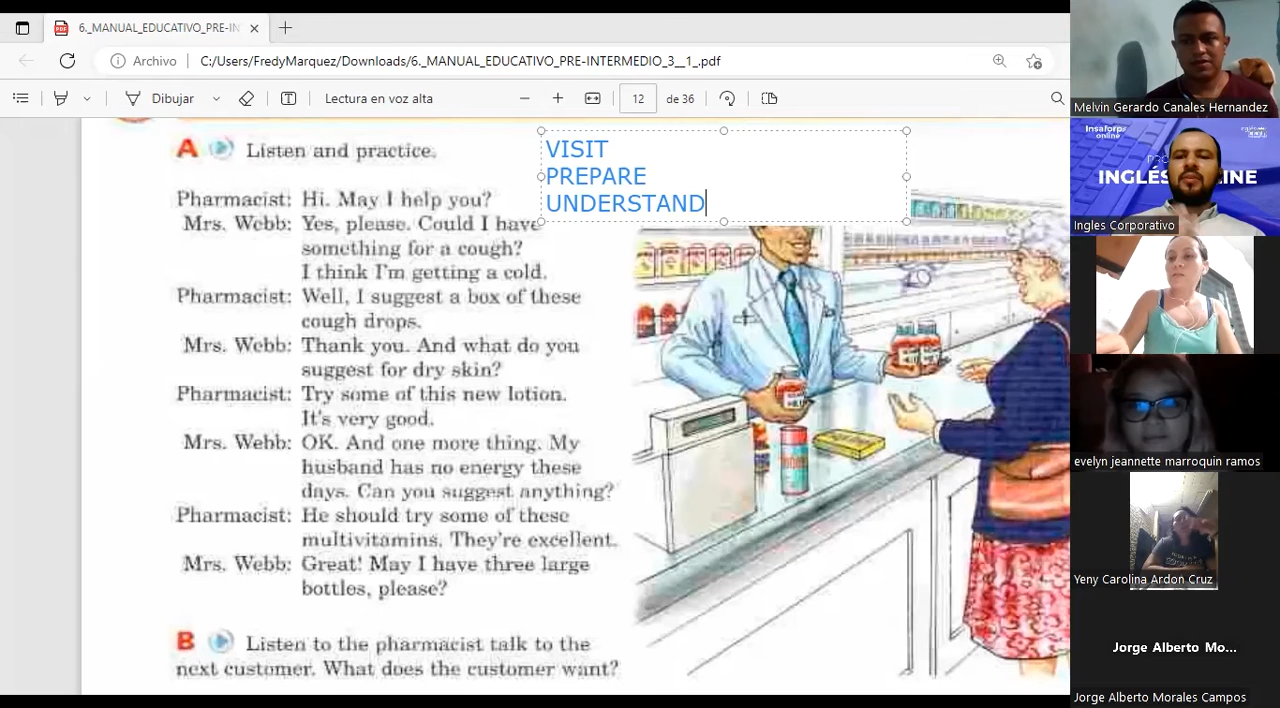 6._MANUAL_EDUCATIVO_PRE-IN
Archivo
C:/Users/FredyMarquez/Downloads/6._MANUAL_EDUCATIVO_PRE-INTERMEDIO_3__1_.pdf
Dibujar
Lectura en voz alta
12
de 36
A Listen and practice.
VISIT
PREPARE
UNDERSTAND
Pharmacist: Hi. May I help you?
Mrs. Webb: Yes, please. Could I have
something for a cough?
I think I'm getting a cold.
Pharmacist: Well, I suggest a box of these
cough drops.
Mrs. Webb: Thank you. And what do you
suggest for dry skin?
Pharmacist: Try some of this new lotion.
It's very good.
Mrs. Webb: OK. And one more thing. My
husband has no energy these
days. Can you suggest anything?
Pharmacist: He should try some of these
multivitamins. They're excellent.
Mrs. Webb: Great! May I have three large
bottles, please?
B Listen to the pharmacist talk to the
next customer. What does the customer want?
Melvin Gerardo Canales Hernandez
Insaforp
online
INGLÉS
INE
Ingles Corporativo
evelyn jeannette marroquin ramos
Yeny Carolina Ardon Cruz
Jorge Alberto Mo...
Jorge Alberto Morales Campos